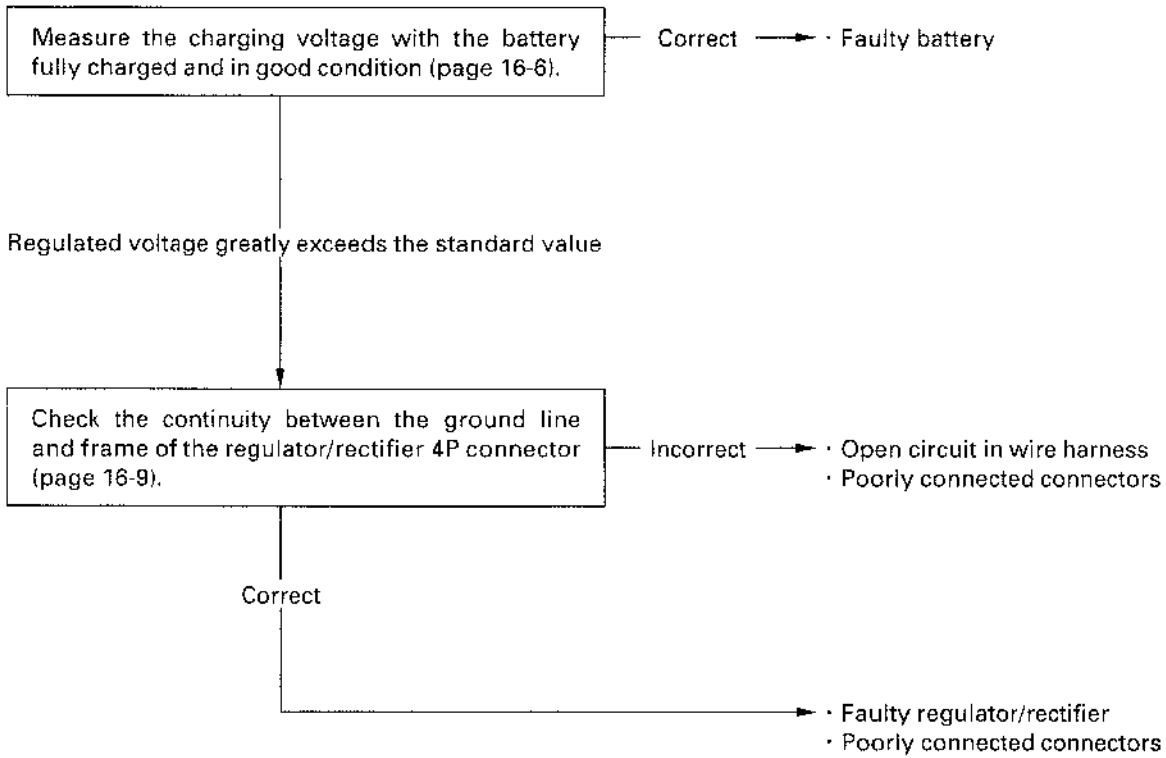 Measure the charging voltage with the battery
fully charged and in good condition (page 16-6).
Correct
· Faulty battery
Regulated voltage greatly exceeds the standard value
Check the continuity between the ground line
and frame of the regulator/rectifier 4P connector
(page 16-9).
Incorrect
· Open circuit in wire harness
· Poorly connected connectors
Correct
· Faulty regulator/rectifier
· Poorly connected connectors